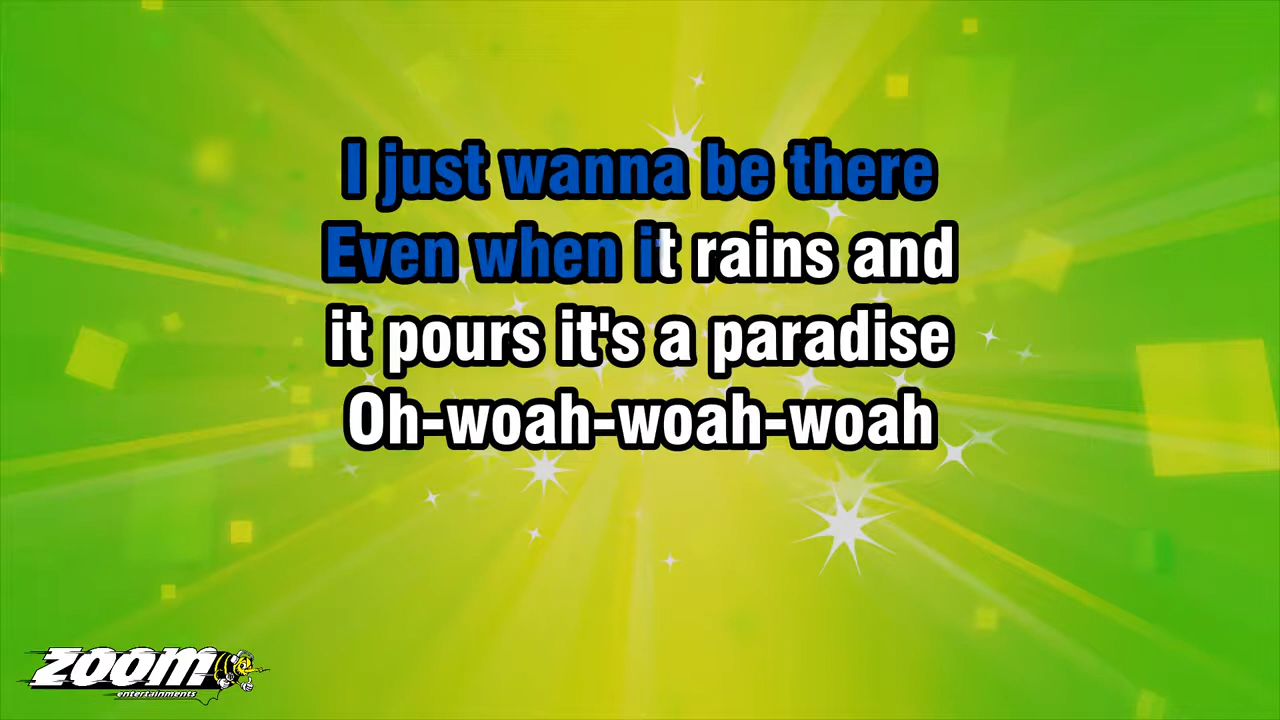 I just wanna be there
Even when it rains and
it pours it's a paradise
Oh-woah-woah-woah
zoom
entertainments